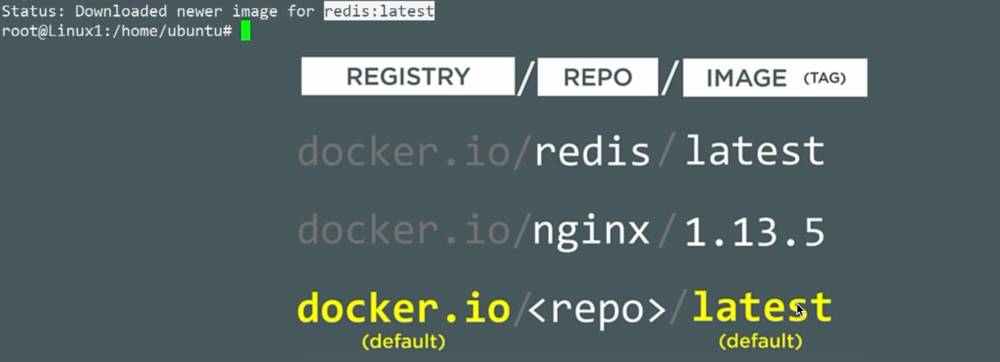 Status: Downloaded newer image for redis:latest
root@Linux1:/home/ubuntu#
REGISTRY / REPO / IMAGE (TAG)
docker.io/redis/latest
docker.io/nginx/1.13.5
docker.io/<repo>/latest
(default) (default)